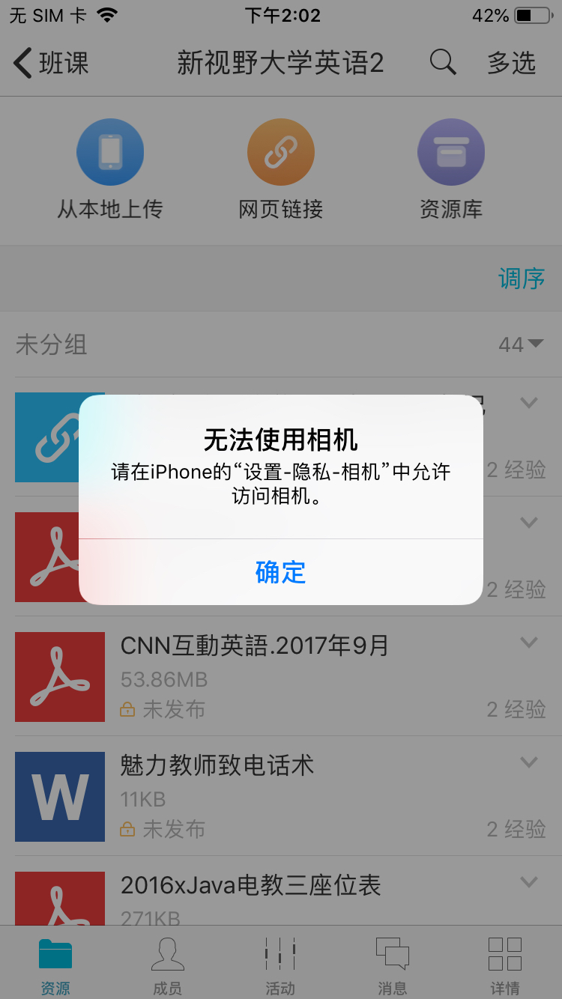 无 SIM 卡
下午2:02
42%
班课
新视野大学英语2
多选
从本地上传
网页链接
资源库
调序
未分组
44
2 经验
无法使用相机
请在iPhone的“设置-隐私-相机”中允许
访问相机。
确定
2 经验
CNN互動英語.2017年9月
53.86MB
未发布
2 经验
W
魅力教师致电话术
11KB
未发布
2 经验
2016xJava电教三座位表
271KB
资源
成员
活动
消息
详情